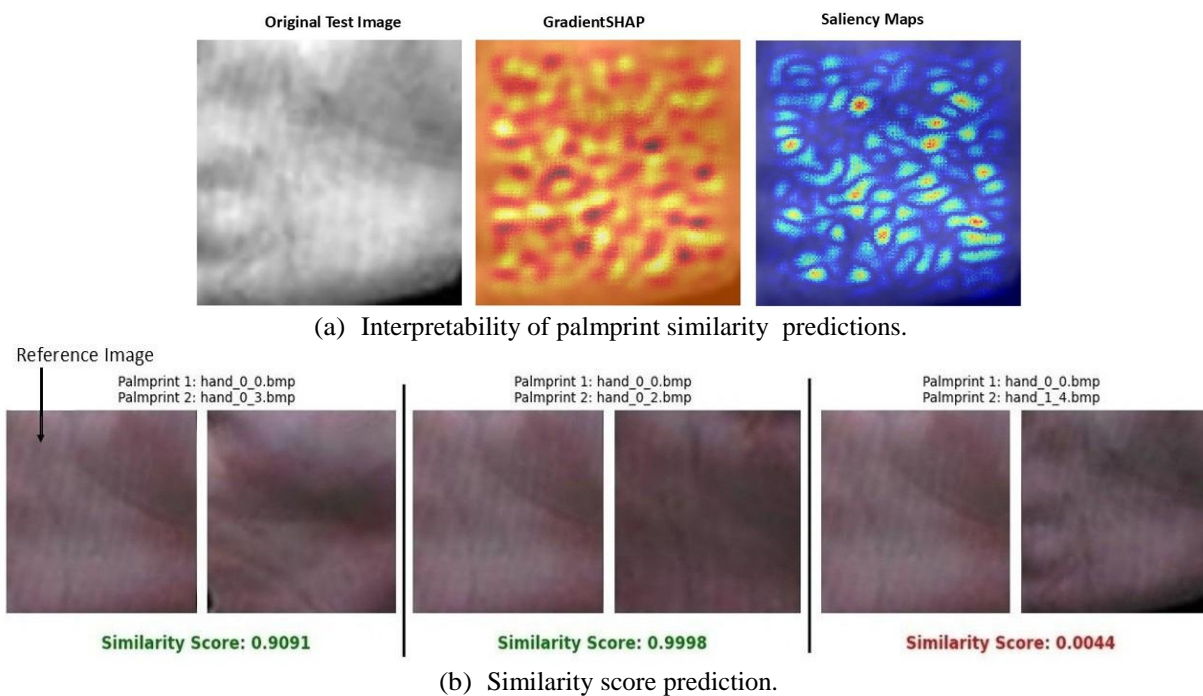 Original Test Image
GradientSHAP
Saliency Maps
(a) Interpretability of palmprint similarity predictions.
Reference Image
Palmprint 1: hand_0_0.bmp
Palmprint 2: hand_0_3.bmp
Palmprint 1: hand_0_0.bmp
Palmprint 2: hand_0_2.bmp
Palmprint 1: hand_0_0.bmp
Palmprint 2: hand_1_4.bmp
Similarity Score: 0.9091
Similarity Score: 0.9998
Similarity Score: 0.0044
(b) Similarity score prediction.